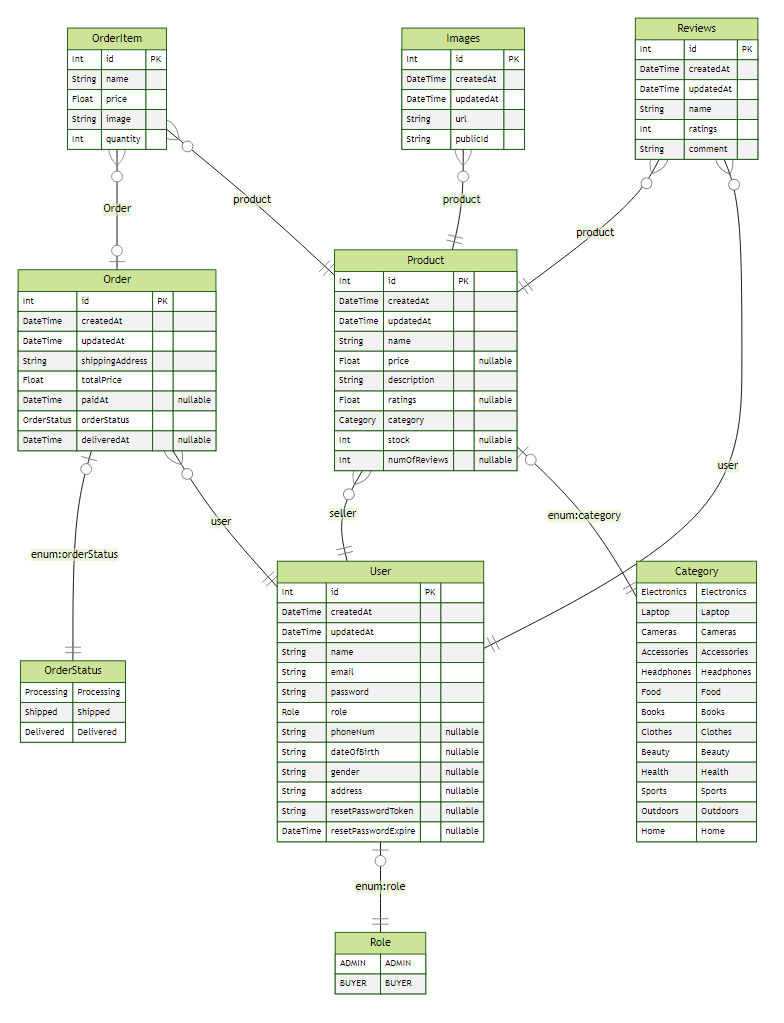 OrderItem
Int id PK
String name
Float price
String image
Int quantity
Images
Int id PK
DateTime createdAt
DateTime updatedAt
String url
String publicId
Reviews
Int id PK
DateTime createdAt
DateTime updatedAt
String name
Int ratings
String comment
Order
product
product
product
Order
Int id PK
DateTime createdAt
DateTime updatedAt
String shippingAddress
Float totalPrice
DateTime paidAt nullable
OrderStatus orderStatus
DateTime deliveredAt nullable
Product
Int id PK
DateTime createdAt
DateTime updatedAt
String name
Float price nullable
String description
Float ratings nullable
Category category
Int stock nullable
Int numOfReviews nullable
user
seller
enum:category
user
enum:orderStatus
User
Int id PK
DateTime createdAt
DateTime updatedAt
String name
String email
String password
Role role
String phoneNum nullable
String dateOfBirth nullable
String gender nullable
String address nullable
String resetPasswordToken nullable
DateTime resetPasswordExpire nullable
Category
Electronics Electronics
Laptop Laptop
Cameras Cameras
Accessories Accessories
Headphones Headphones
Food Food
Books Books
Clothes Clothes
Beauty Beauty
Health Health
Sports Sports
Outdoors Outdoors
Home Home
OrderStatus
Processing Processing
Shipped Shipped
Delivered Delivered
enum:role
Role
ADMIN ADMIN
BUYER BUYER